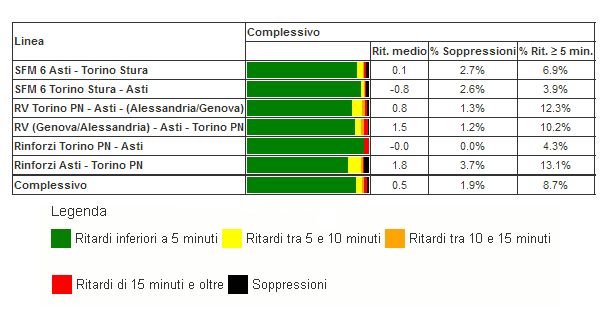 Linea Complessivo
Rit. medio % Soppressioni % Rit. ≥ 5 min.
SFM 6 Asti - Torino Stura 0.1 2.7% 6.9%
SFM 6 Torino Stura - Asti -0.8 2.6% 3.9%
RV Torino PN - Asti - (Alessandria/Genova) 0.8 1.3% 12.3%
RV (Genova/Alessandria) - Asti - Torino PN 1.5 1.2% 10.2%
Rinforzi Torino PN - Asti -0.0 0.0% 4.3%
Rinforzi Asti - Torino PN 1.8 3.7% 13.1%
Complessivo 0.5 1.9% 8.7%
Legenda
Ritardi inferiori a 5 minuti Ritardi tra 5 e 10 minuti Ritardi tra 10 e 15 minuti
Ritardi di 15 minuti e oltre Soppressioni